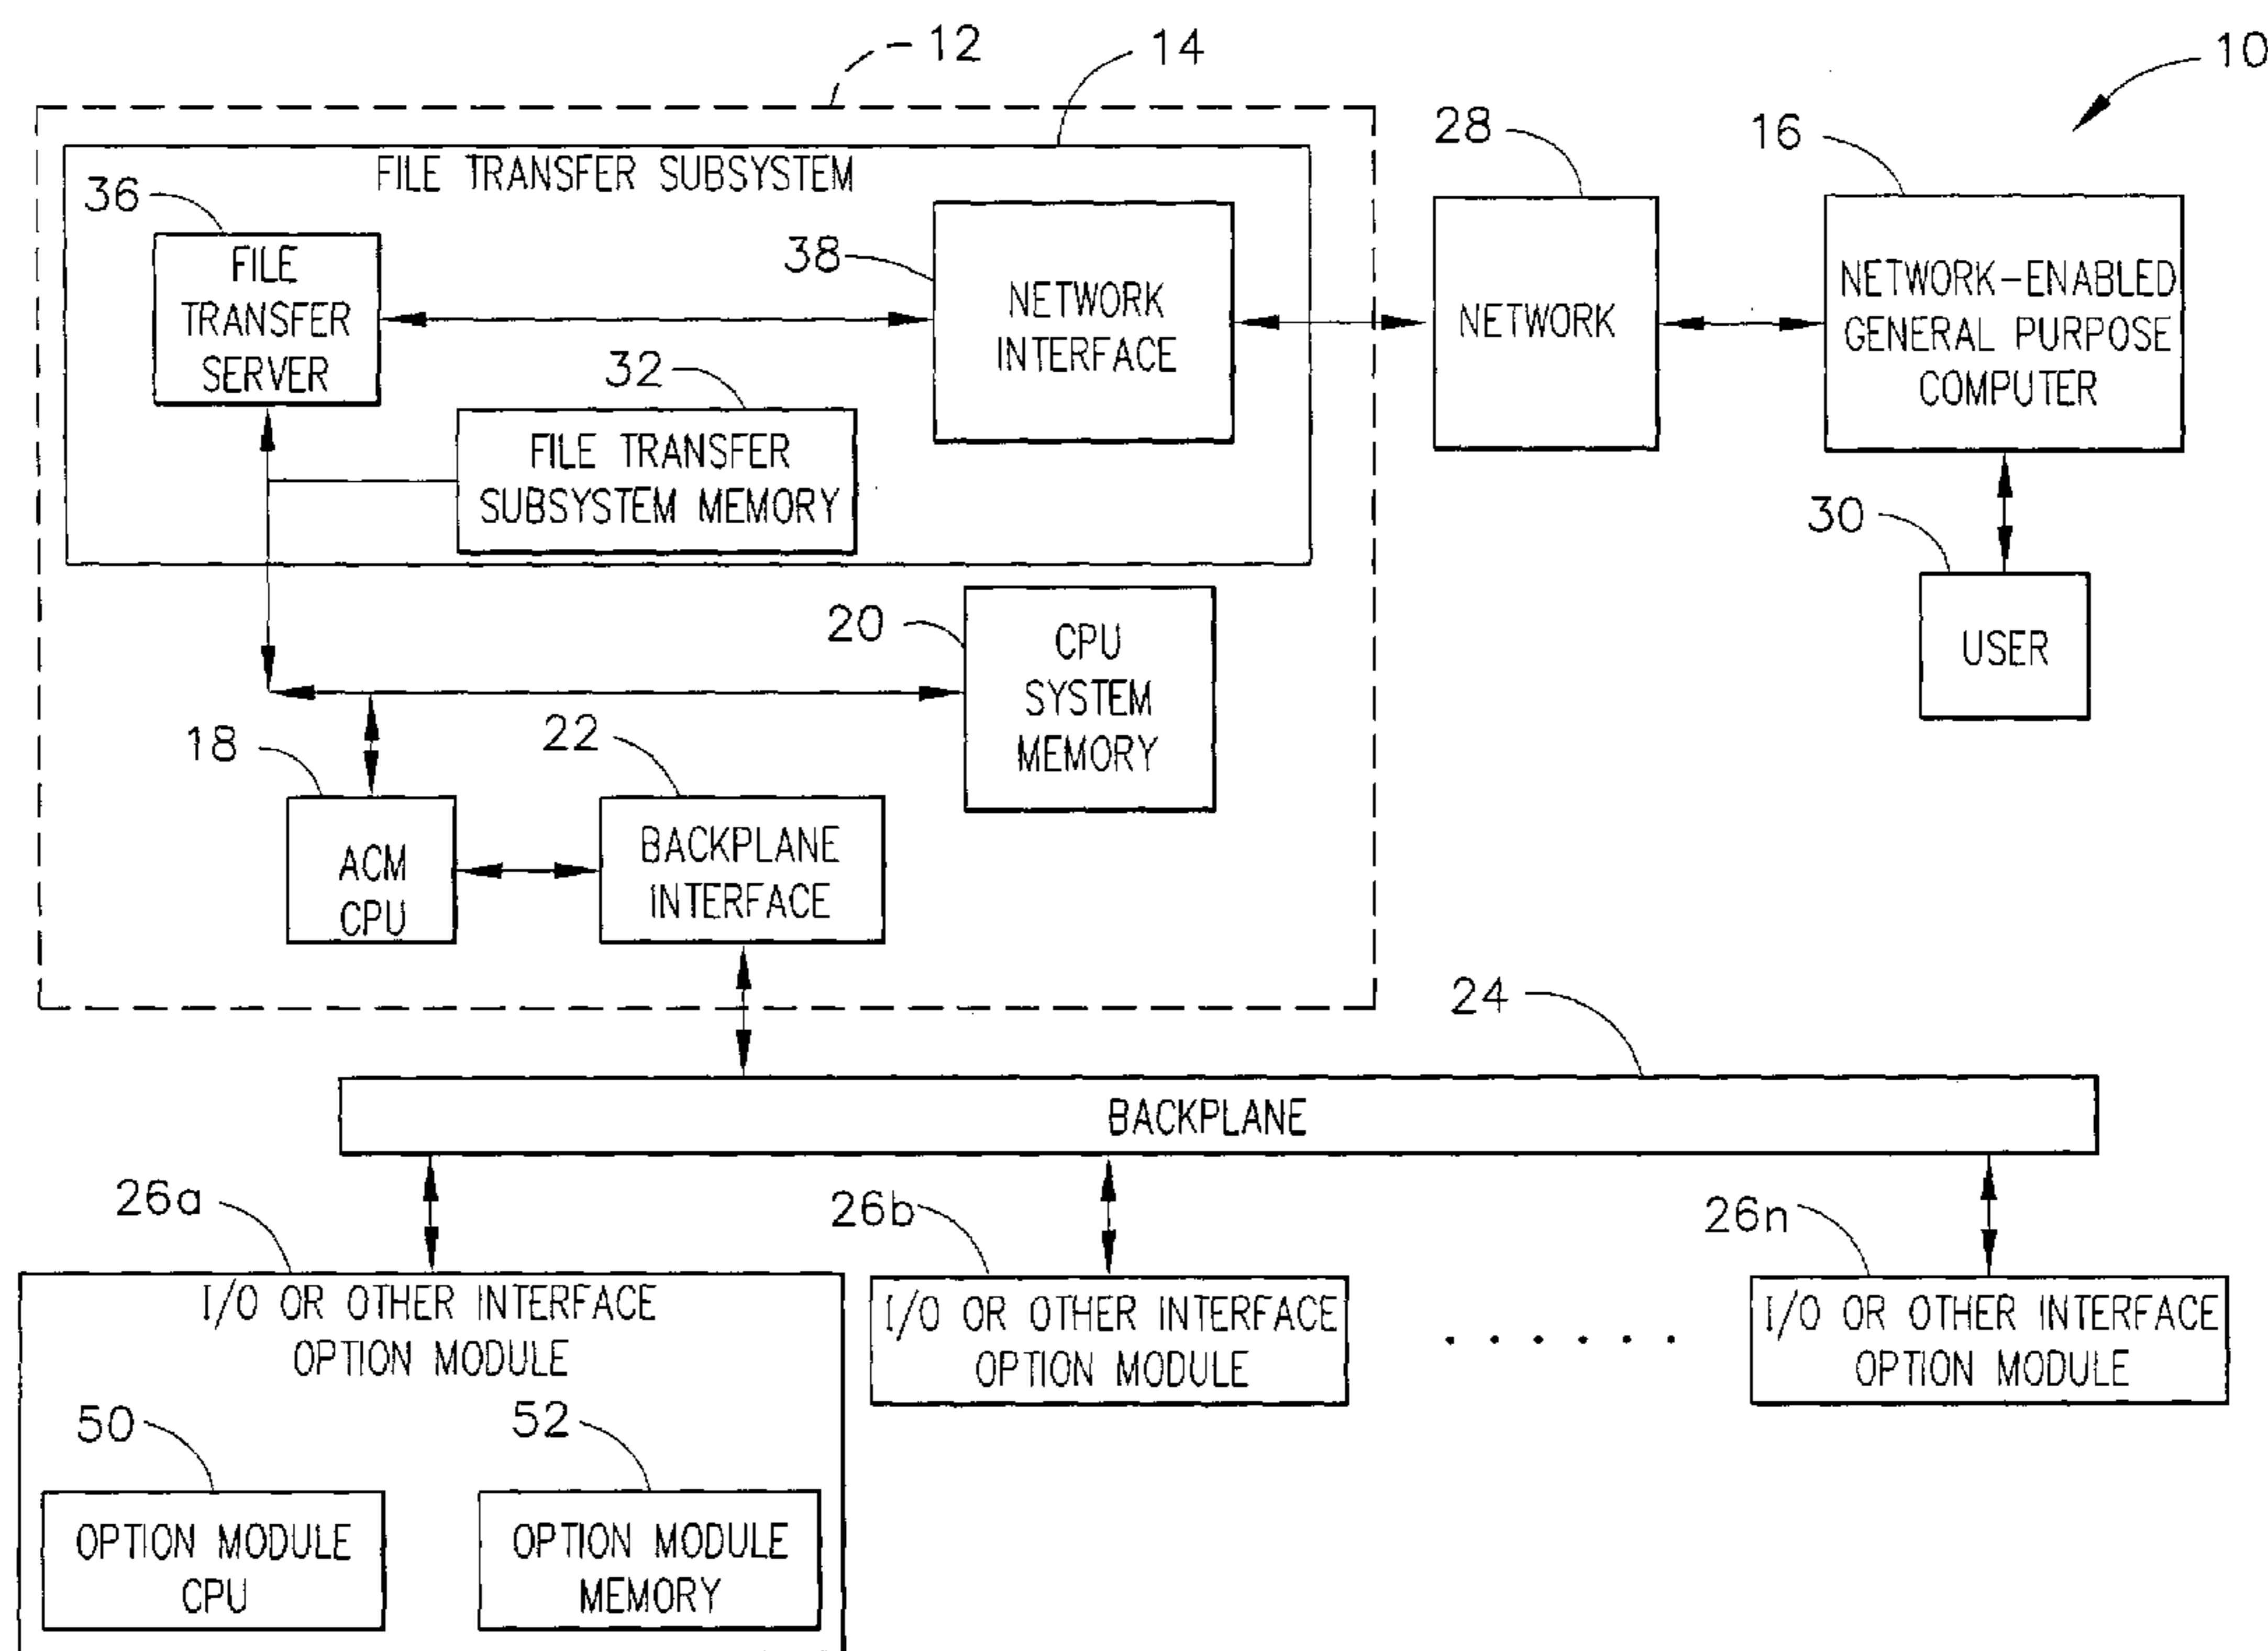 12
14
10
28
16
FILE TRANSFER SUBSYSTEM
36
FILE
TRANSFER
SERVER
38
NETWORK
INTERFACE
NETWORK
NETWORK-ENABLED
GENERAL PURPOSE
COMPUTER
32
FILE TRANSFER
SUBSYSTEM MEMORY
30
USER
20
CPU
SYSTEM
MEMORY
18
22
ACM
CPU
BACKPLANE
INTERFACE
24
BACKPLANE
26a
26b
26n
I/O OR OTHER INTERFACE
OPTION MODULE
I/O OR OTHER INTERFACE
OPTION MODULE
I/O OR OTHER INTERFACE
OPTION MODULE
50
52
OPTION MODULE
CPU
OPTION MODULE
MEMORY